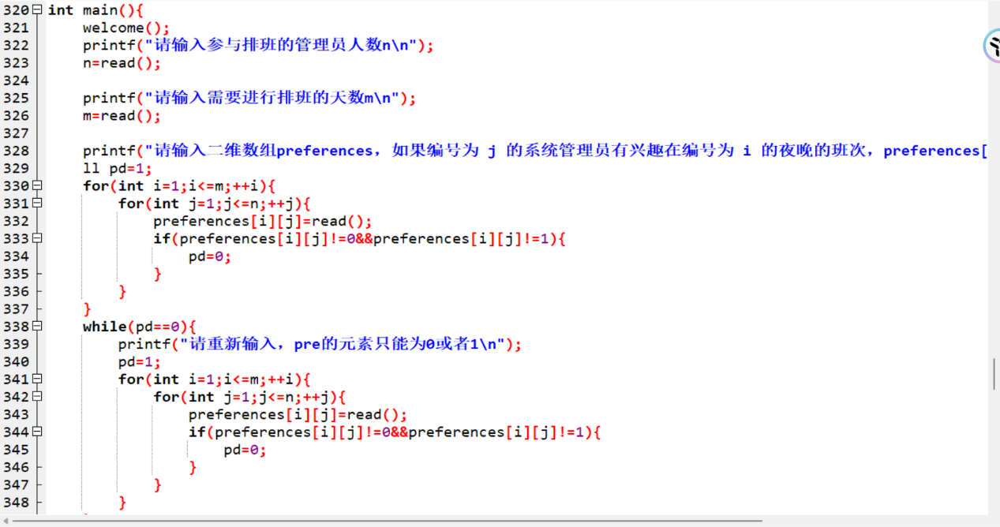 320 int main(){
321     welcome();
322     printf("请输入参与排班的管理员人数n\n");
323     n=read();
324
325     printf("请输入需要进行排班的天数m\n");
326     m=read();
327
328     printf("请输入二维数组preferences, 如果编号为 j 的系统管理员有兴趣在编号为 i 的夜晚的班次, preferences[
329     ll pd=1;
330     for(int i=1;i<=m;++i){
331         for(int j=1;j<=n;++j){
332             preferences[i][j]=read();
333             if(preferences[i][j]!=0&&preferences[i][j]!=1){
334                 pd=0;
335             }
336         }
337     }
338     while(pd==0){
339         printf("请重新输入, pre的元素只能为0或者1\n");
340         pd=1;
341         for(int i=1;i<=m;++i){
342             for(int j=1;j<=n;++j){
343                 preferences[i][j]=read();
344                 if(preferences[i][j]!=0&&preferences[i][j]!=1){
345                     pd=0;
346                 }
347             }
348         }